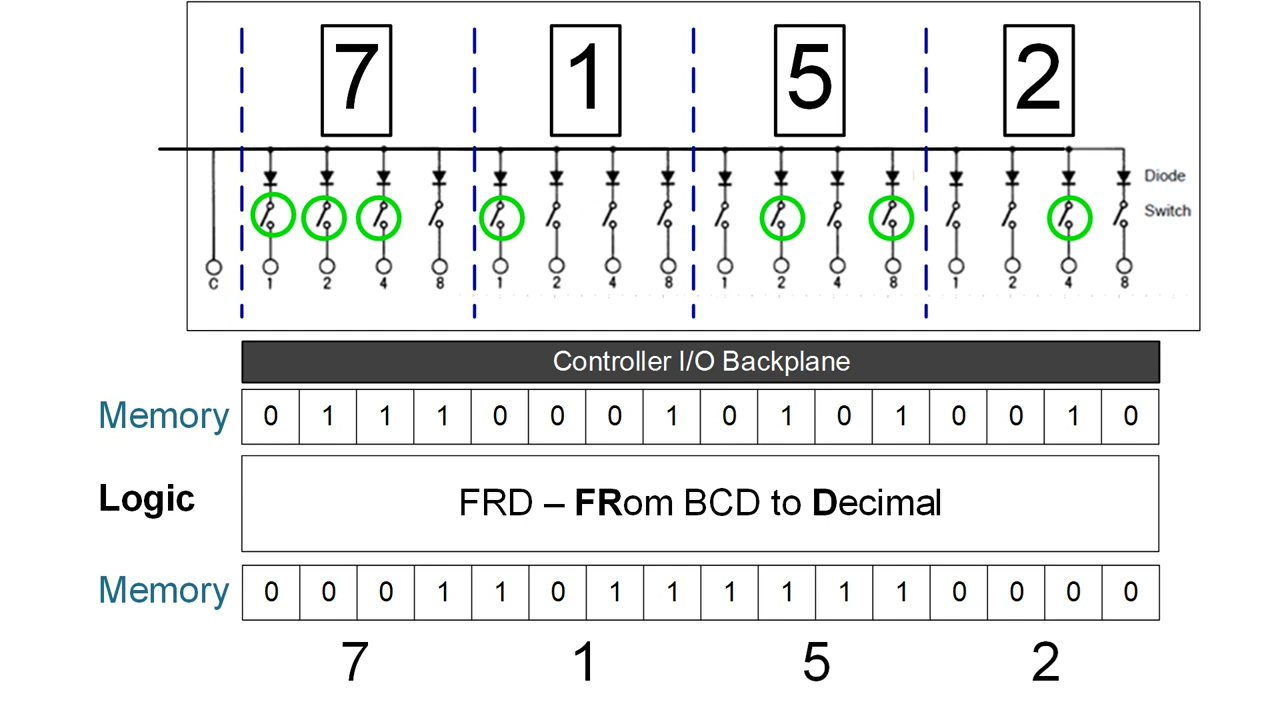 7 1 5 2
Diode
Switch
C 1 2 4 8 1 2 4 8 1 2 4 8 1 2 4 8
Controller I/O Backplane
Memory 0 1 1 1 0 0 0 1 0 1 0 1 0 0 1 0
Logic FRD – FRom BCD to Decimal
Memory 0 0 0 1 1 0 1 1 1 1 1 1 0 0 0 0
7 1 5 2